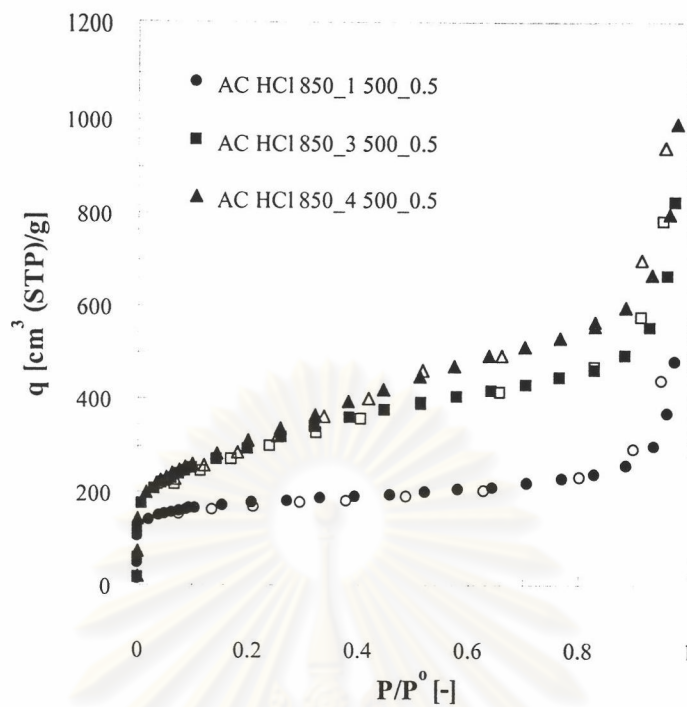 1200
1000
800
600
400
200
0
q [cm³ (STP)/g]
AC HCl 850_1 500_0.5
AC HCl 850_3 500_0.5
AC HCl 850_4 500_0.5
0 0.2 0.4 0.6 0.8 1
P/P° [-]